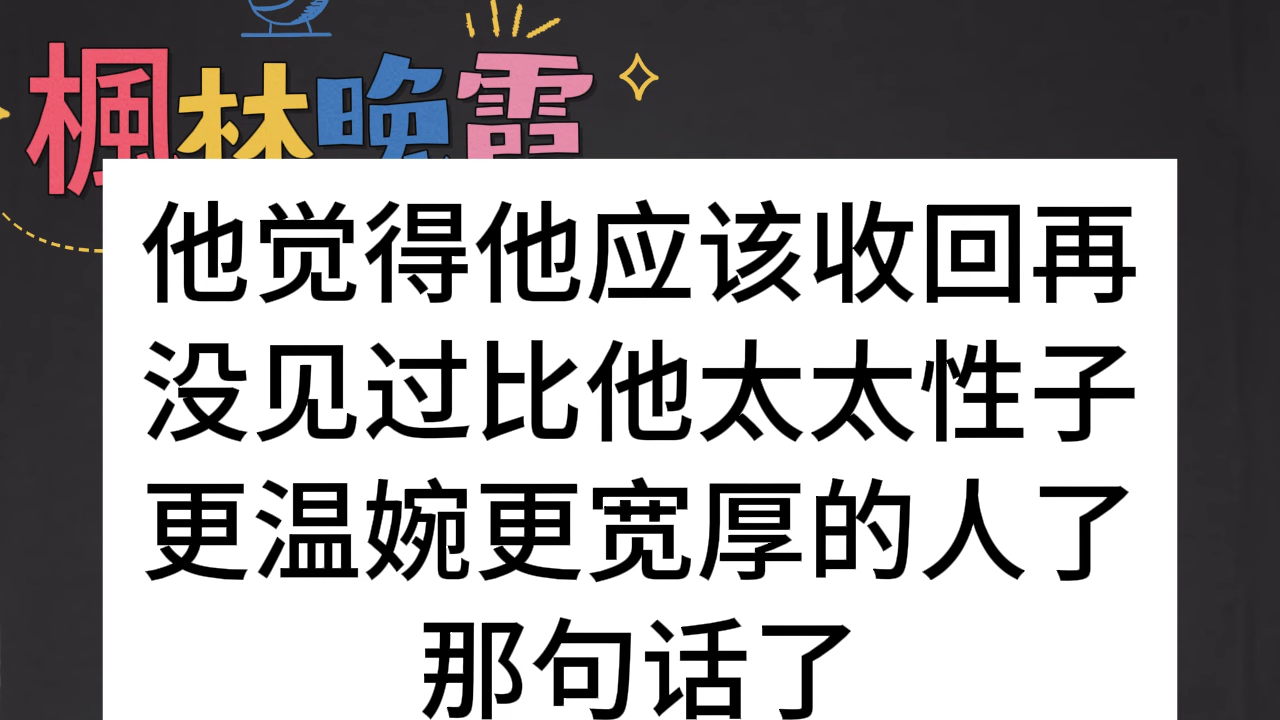 楓林晚霞
他觉得他应该收回再
没见过比他太太性子
更温婉更宽厚的人了
那句话了